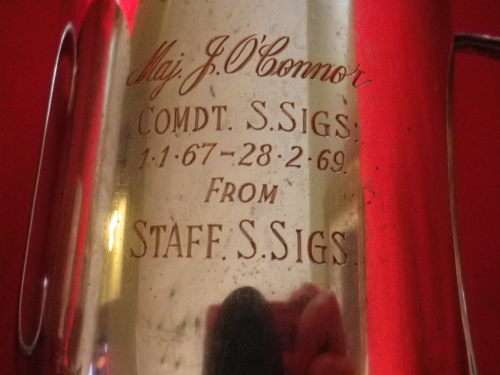 Maj. J. O'Connor
COMDT. S. SIGS.
1·1·67–28·2·69.
FROM
STAFF. S. SIGS.